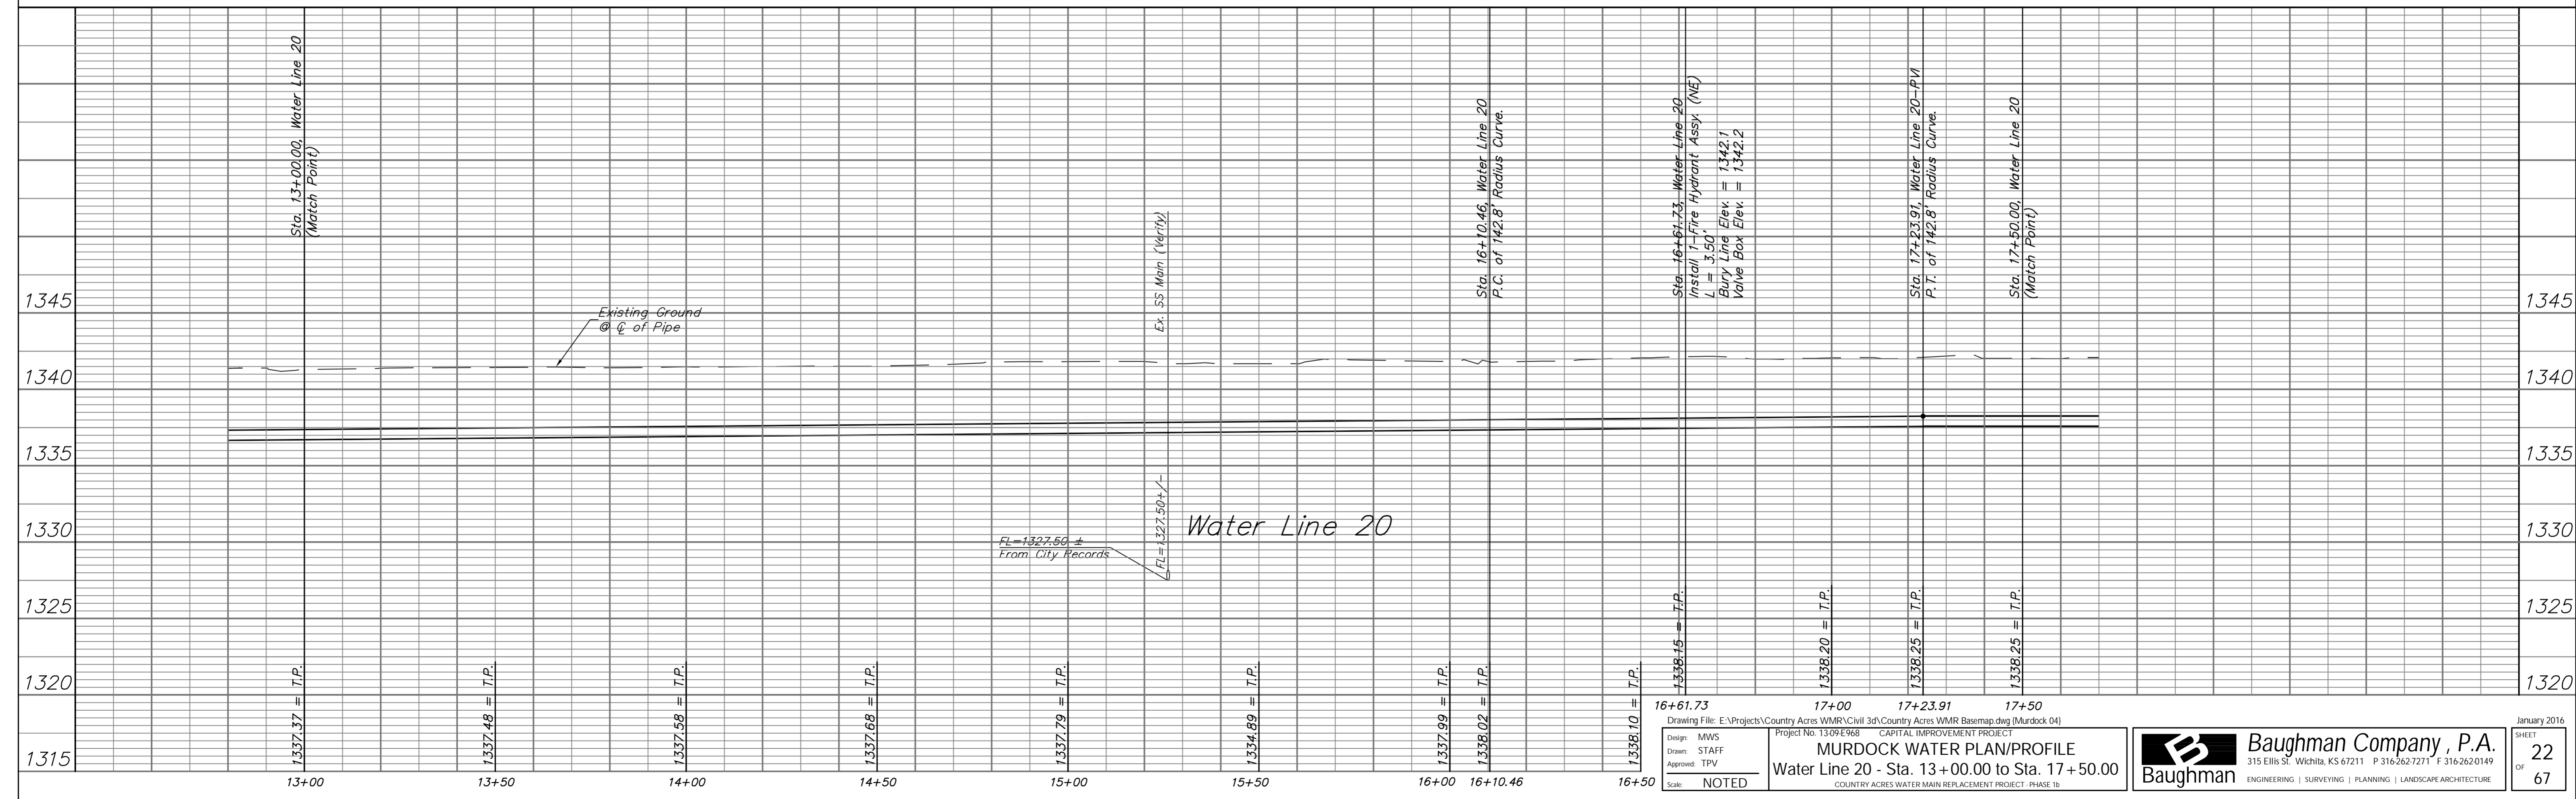 Sta. 13+00.00, Water Line 20
(Match Point)
Ex. SS Main (Verify)
Sta. 16+10.46, Water Line 20
P.C. of 142.8' Radius Curve.
Sta. 16+61.73, Water Line 20
Install 1-Fire Hydrant Assy. (NE)
L = 3.50'
Bury Line Elev. = 1342.1
Valve Box Elev. = 1342.2
Sta. 17+23.91, Water Line 20-PVI
P.T. of 142.8' Radius Curve.
Sta. 17+50.00, Water Line 20
(Match Point)
1345
1345
Existing Ground
@ ℄ of Pipe
1340
1340
1335
1335
1330
1330
Water Line 20
FL=1327.50 ±
From City Records
FL=1327.50+/-
1325
1325
1320
1320
1315
1337.37 = T.P.
1337.48 = T.P.
1337.58 = T.P.
1337.68 = T.P.
1337.79 = T.P.
1334.89 = T.P.
1337.99 = T.P.
1338.02 = T.P.
1338.10 = T.P.
1338.15 = T.P.
1338.20 = T.P.
1338.25 = T.P.
1338.25 = T.P.
13+00
13+50
14+00
14+50
15+00
15+50
16+00
16+10.46
16+50
16+61.73
17+00
17+23.91
17+50
Drawing File: E:\Projects\Country Acres WMR\Civil 3d\Country Acres WMR Basemap.dwg (Murdock 04)
January 2016
Design: MWS
Drawn: STAFF
Approved: TPV
Scale: NOTED
Project No. 13-09-E968 CAPITAL IMPROVEMENT PROJECT
MURDOCK WATER PLAN/PROFILE
Water Line 20 - Sta. 13+00.00 to Sta. 17+50.00
COUNTRY ACRES WATER MAIN REPLACEMENT PROJECT - PHASE 1b
Baughman
Baughman Company, P.A.
315 Ellis St. Wichita, KS 67211 P 316-262-7271 F 316-262-0149
ENGINEERING | SURVEYING | PLANNING | LANDSCAPE ARCHITECTURE
SHEET
22
OF
67